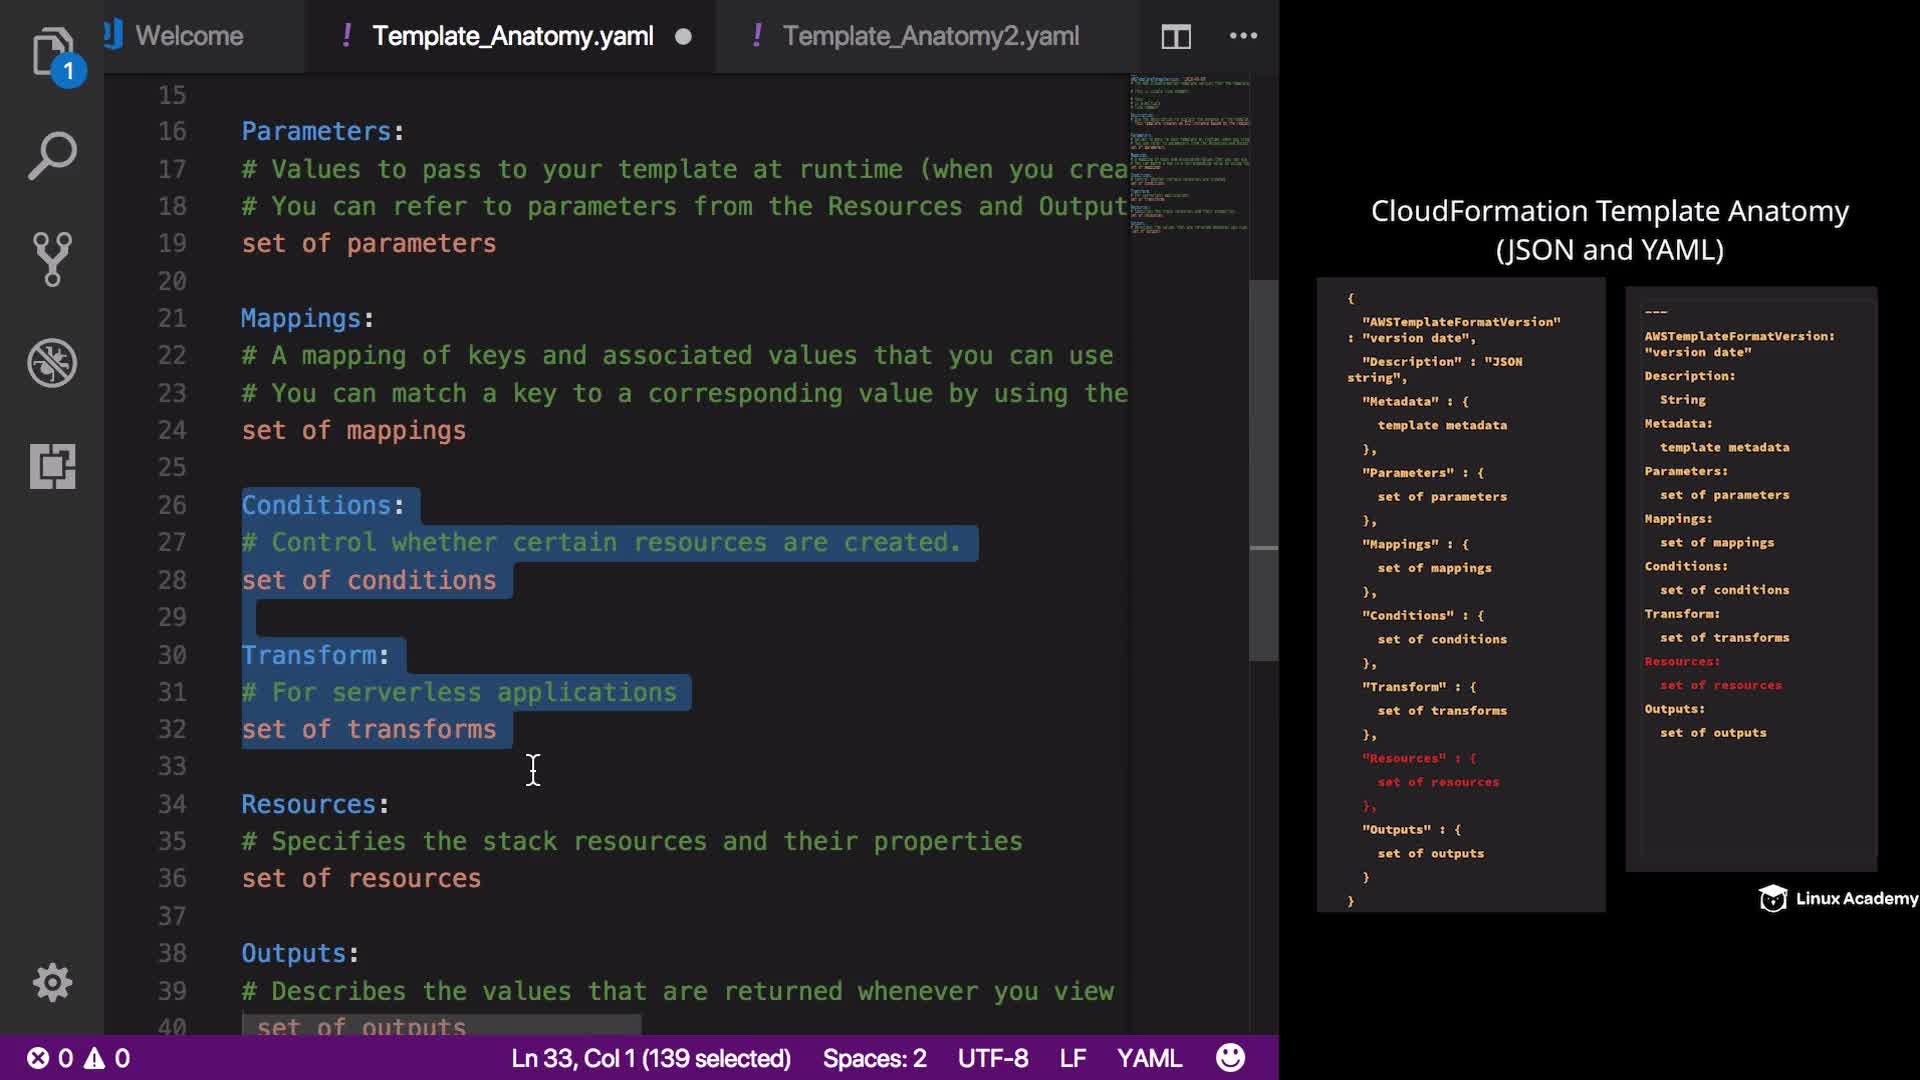 Welcome
! Template_Anatomy.yaml
! Template_Anatomy2.yaml
1
15
16 Parameters:
17 # Values to pass to your template at runtime (when you crea
18 # You can refer to parameters from the Resources and Output
19 set of parameters
20
21 Mappings:
22 # A mapping of keys and associated values that you can use
23 # You can match a key to a corresponding value by using the
24 set of mappings
25
26 Conditions:
27 # Control whether certain resources are created.
28 set of conditions
29
30 Transform:
31 # For serverless applications
32 set of transforms
33
34 Resources:
35 # Specifies the stack resources and their properties
36 set of resources
37
38 Outputs:
39 # Describes the values that are returned whenever you view
40 set of outputs
0 0 Ln 33, Col 1 (139 selected) Spaces: 2 UTF-8 LF YAML
CloudFormation Template Anatomy
(JSON and YAML)
{
"AWSTemplateFormatVersion"
: "version date",
"Description" : "JSON
string",
"Metadata" : {
template metadata
},
"Parameters" : {
set of parameters
},
"Mappings" : {
set of mappings
},
"Conditions" : {
set of conditions
},
"Transform" : {
set of transforms
},
"Resources" : {
set of resources
},
"Outputs" : {
set of outputs
}
}
---
AWSTemplateFormatVersion:
"version date"
Description:
String
Metadata:
template metadata
Parameters:
set of parameters
Mappings:
set of mappings
Conditions:
set of conditions
Transform:
set of transforms
Resources:
set of resources
Outputs:
set of outputs
Linux Academy